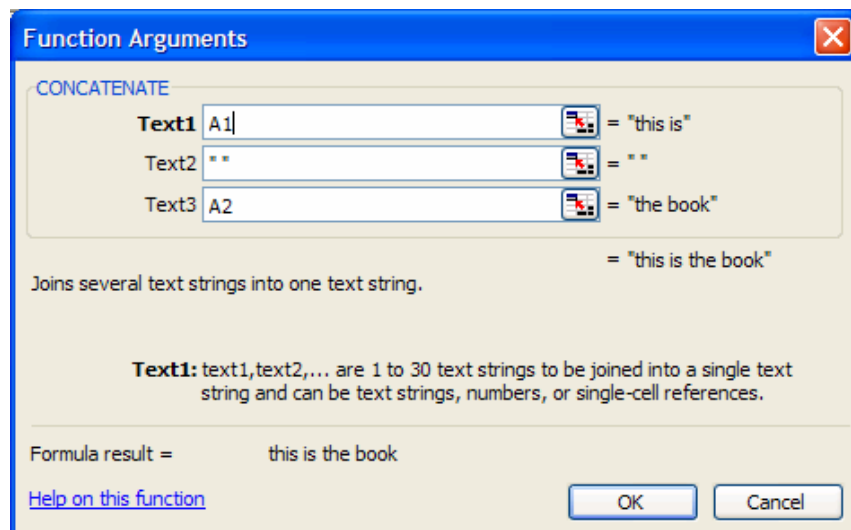 Function Arguments
CONCATENATE
Text1 A1 = "this is"
Text2 " " = " "
Text3 A2 = "the book"
= "this is the book"
Joins several text strings into one text string.
Text1: text1,text2,... are 1 to 30 text strings to be joined into a single text
string and can be text strings, numbers, or single-cell references.
Formula result = this is the book
Help on this function OK Cancel